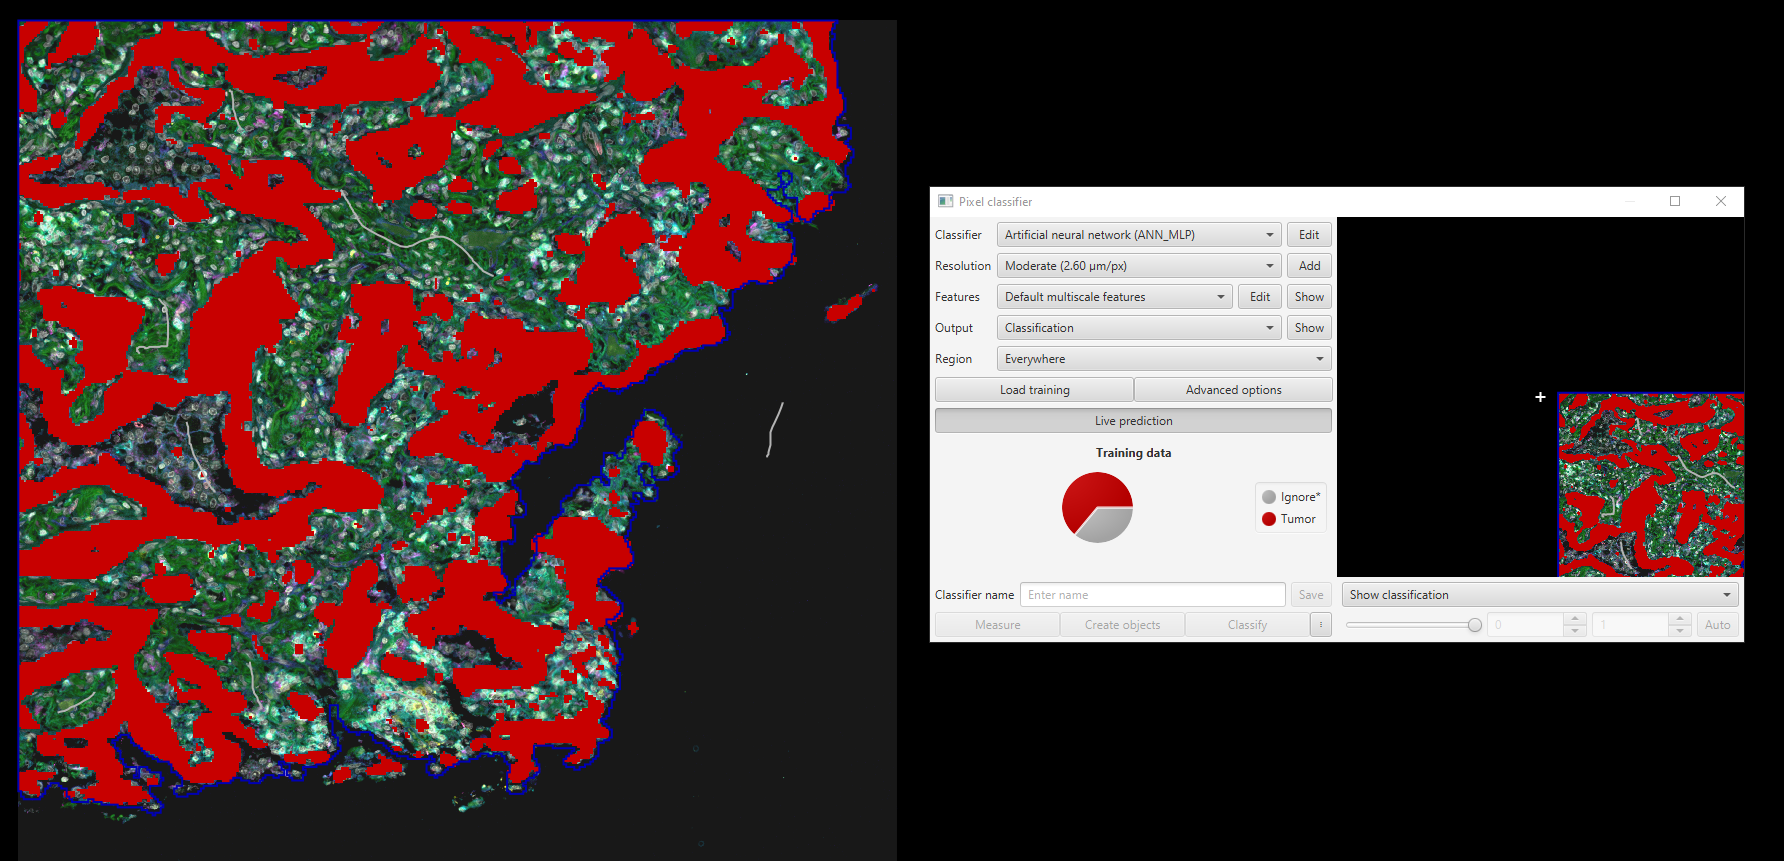 Pixel classifier
Classifier Artificial neural network (ANN_MLP) Edit
Resolution Moderate (2.60 µm/px) Add
Features Default multiscale features Edit Show
Output Classification Show
Region Everywhere
Load training Advanced options
Live prediction
Training data
Ignore*
Tumor
Classifier name Enter name Save Show classification
Measure Create objects Classify 0 1 Auto